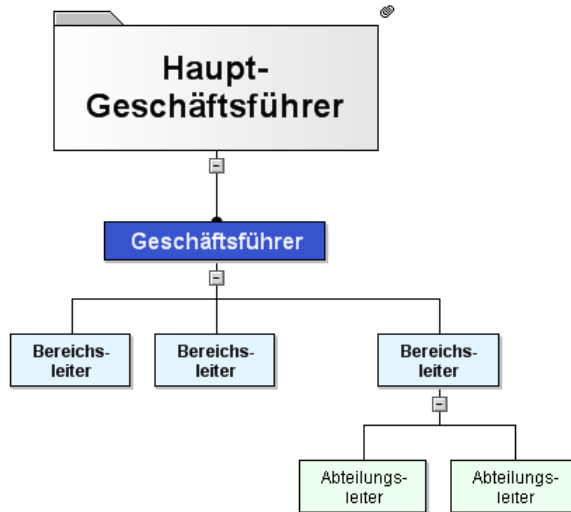 Haupt-
Geschäftsführer
Geschäftsführer
Bereichs-
leiter
Bereichs-
leiter
Bereichs-
leiter
Abteilungs-
leiter
Abteilungs-
leiter